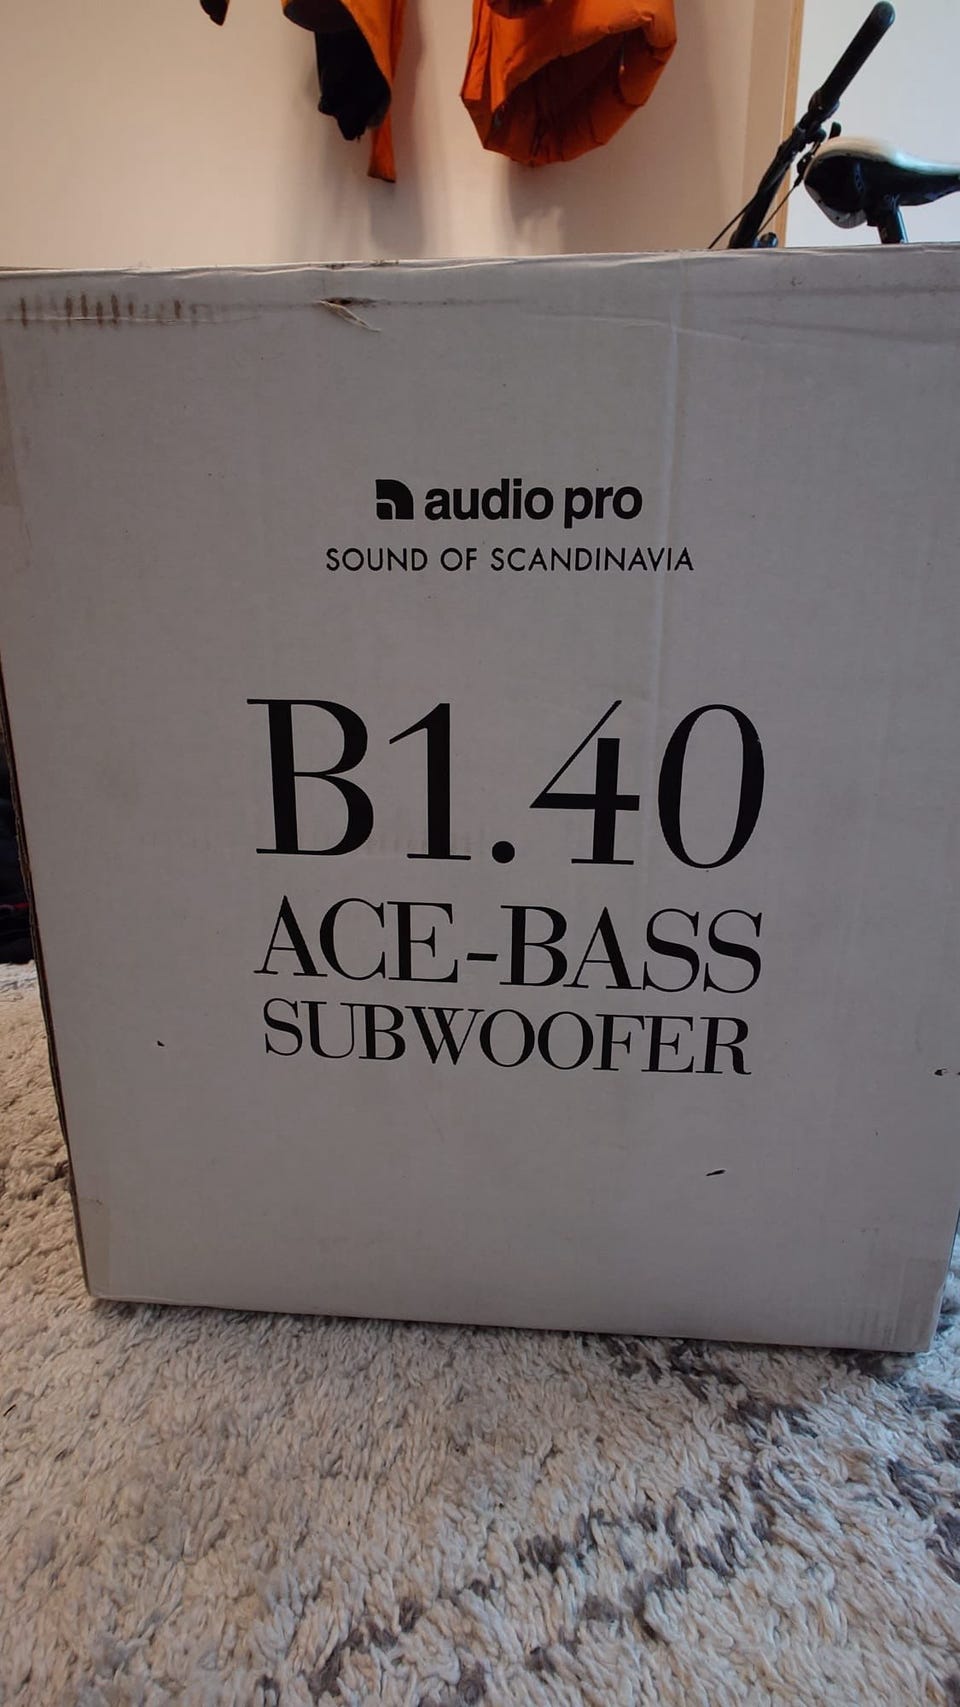 audio pro
SOUND OF SCANDINAVIA
B1.40
ACE-BASS
SUBWOOFER